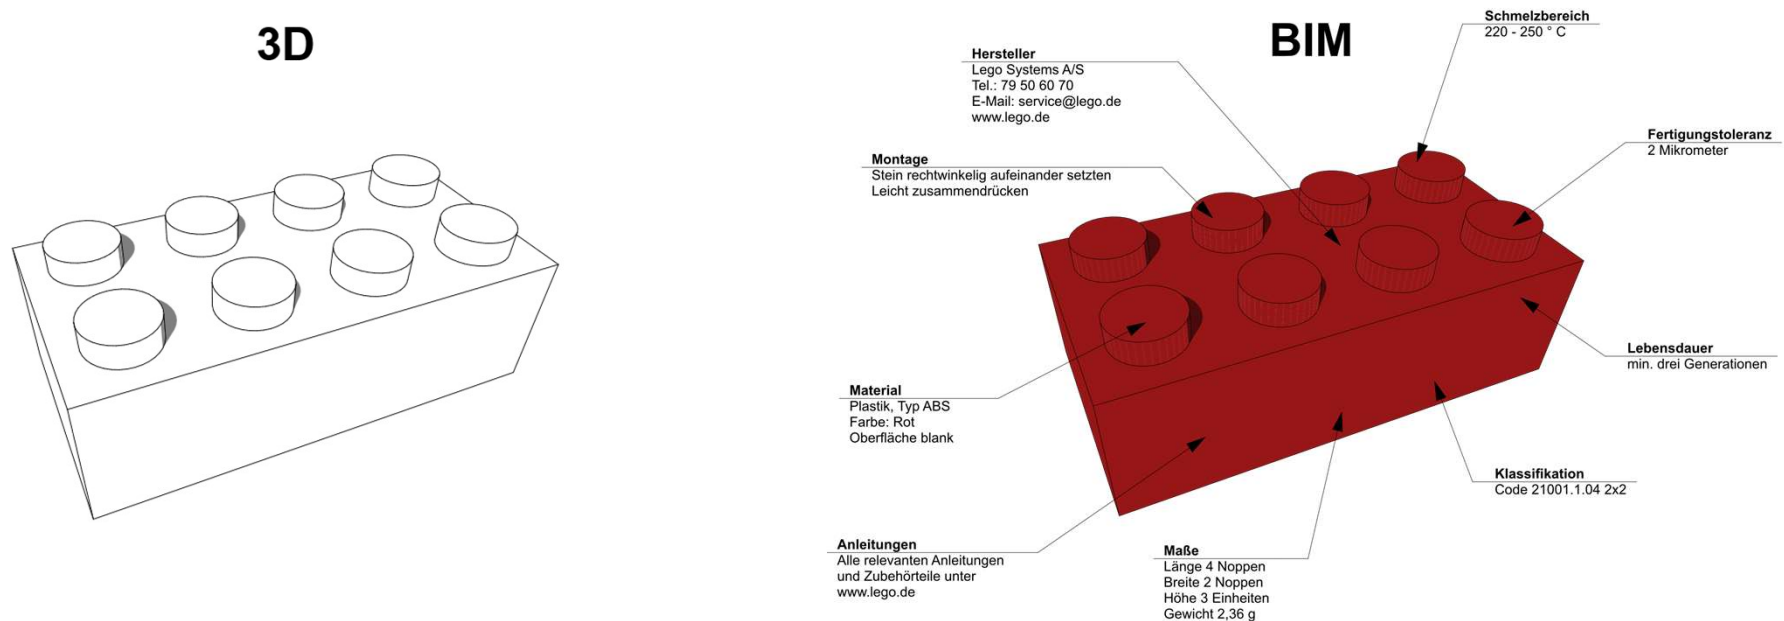 3D
BIM
Schmelzbereich
220 - 250 ° C
Hersteller
Lego Systems A/S
Tel.: 79 50 60 70
E-Mail: service@lego.de
www.lego.de
Fertigungstoleranz
2 Mikrometer
Montage
Stein rechtwinkelig aufeinander setzten
Leicht zusammendrücken
Lebensdauer
min. drei Generationen
Material
Plastik, Typ ABS
Farbe: Rot
Oberfläche blank
Klassifikation
Code 21001.1.04 2x2
Anleitungen
Alle relevanten Anleitungen
und Zubehörteile unter
www.lego.de
Maße
Länge 4 Noppen
Breite 2 Noppen
Höhe 3 Einheiten
Gewicht 2,36 g